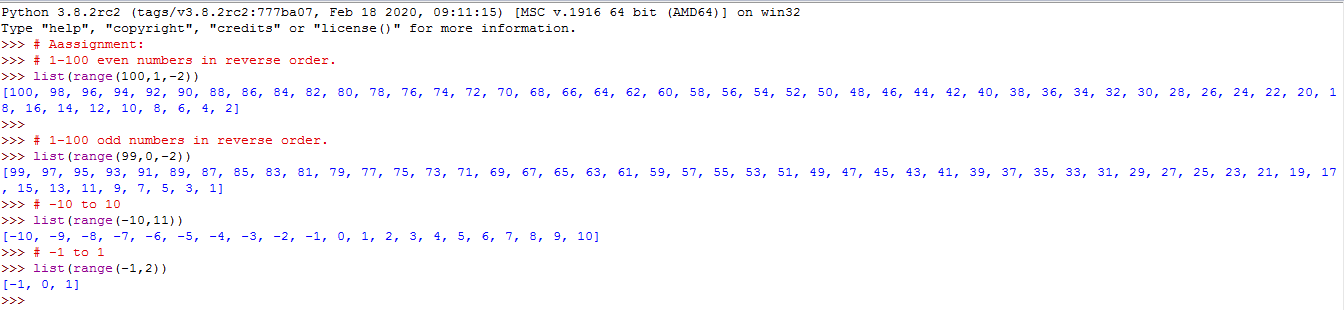 Python 3.8.2rc2 (tags/v3.8.2rc2:777ba07, Feb 18 2020, 09:11:15) [MSC v.1916 64 bit (AMD64)] on win32
Type "help", "copyright", "credits" or "license()" for more information.
>>> # Aassignment:
>>> # 1-100 even numbers in reverse order.
>>> list(range(100,1,-2))
[100, 98, 96, 94, 92, 90, 88, 86, 84, 82, 80, 78, 76, 74, 72, 70, 68, 66, 64, 62, 60, 58, 56, 54, 52, 50, 48, 46, 44, 42, 40, 38, 36, 34, 32, 30, 28, 26, 24, 22, 20, 1
8, 16, 14, 12, 10, 8, 6, 4, 2]
>>>
>>> # 1-100 odd numbers in reverse order.
>>> list(range(99,0,-2))
[99, 97, 95, 93, 91, 89, 87, 85, 83, 81, 79, 77, 75, 73, 71, 69, 67, 65, 63, 61, 59, 57, 55, 53, 51, 49, 47, 45, 43, 41, 39, 37, 35, 33, 31, 29, 27, 25, 23, 21, 19, 17
, 15, 13, 11, 9, 7, 5, 3, 1]
>>> # -10 to 10
>>> list(range(-10,11))
[-10, -9, -8, -7, -6, -5, -4, -3, -2, -1, 0, 1, 2, 3, 4, 5, 6, 7, 8, 9, 10]
>>> # -1 to 1
>>> list(range(-1,2))
[-1, 0, 1]
>>>